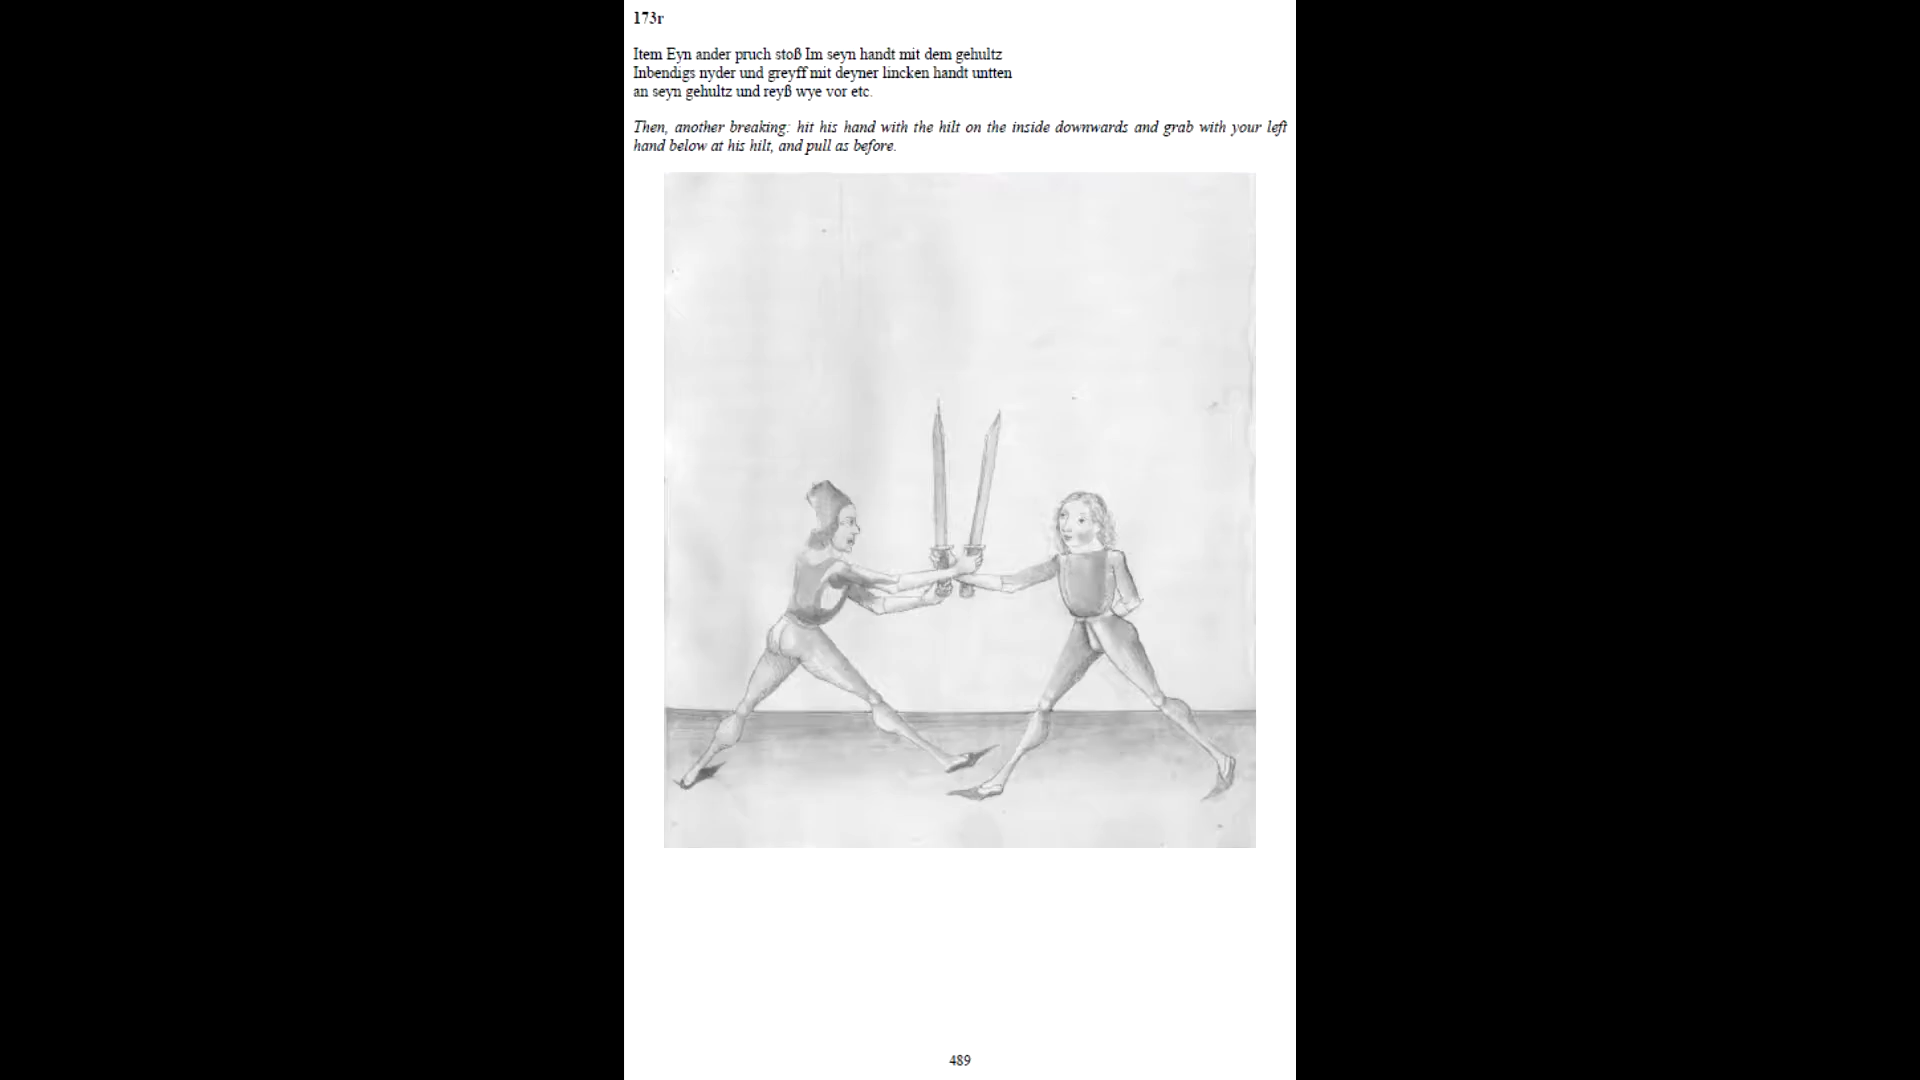 173r
Item Eyn ander pruch stoß Im seyn handt mit dem gehultz
Inbendigs nyder und greyff mit deyner lincken handt untten
an seyn gehultz und reyß wye vor etc.
Then, another breaking: hit his hand with the hilt on the inside downwards and grab with your left
hand below at his hilt, and pull as before.
489